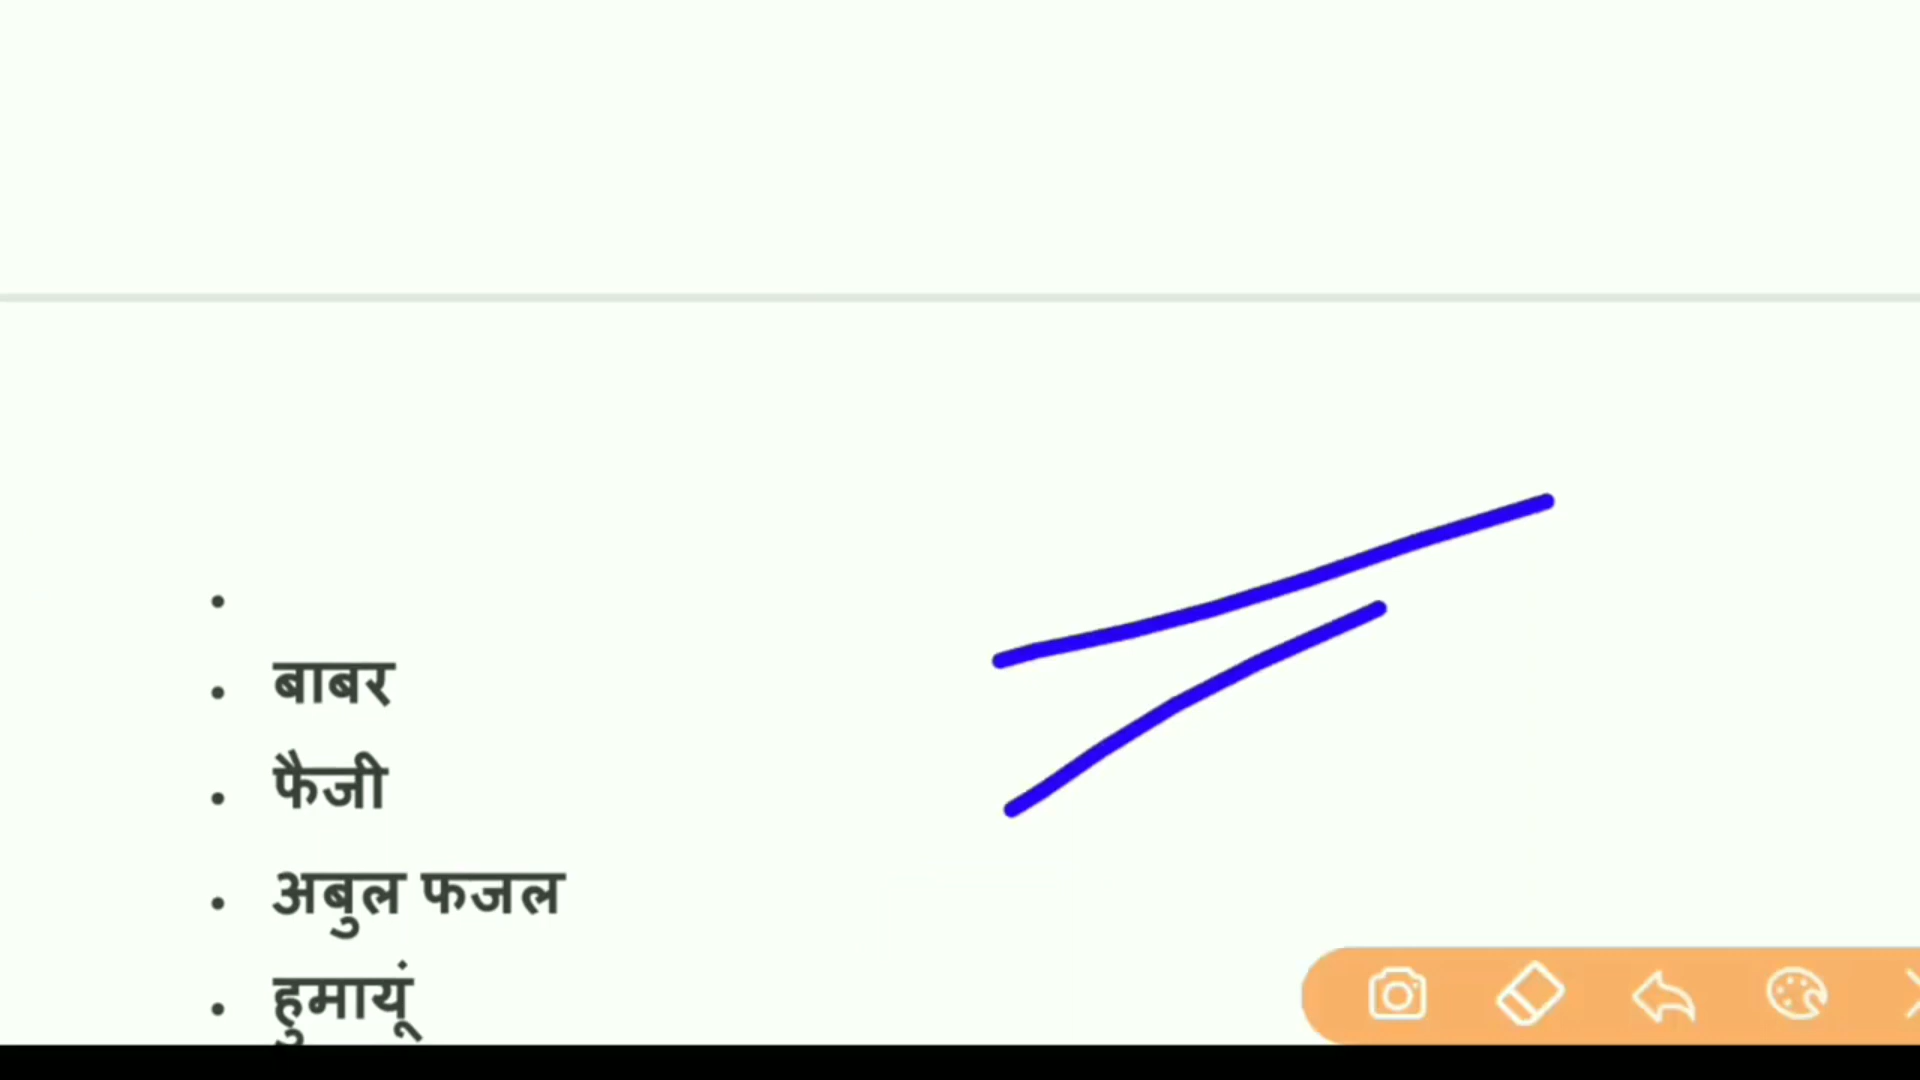 बाबर
फैजी
अबुल फजल
हुमायूं